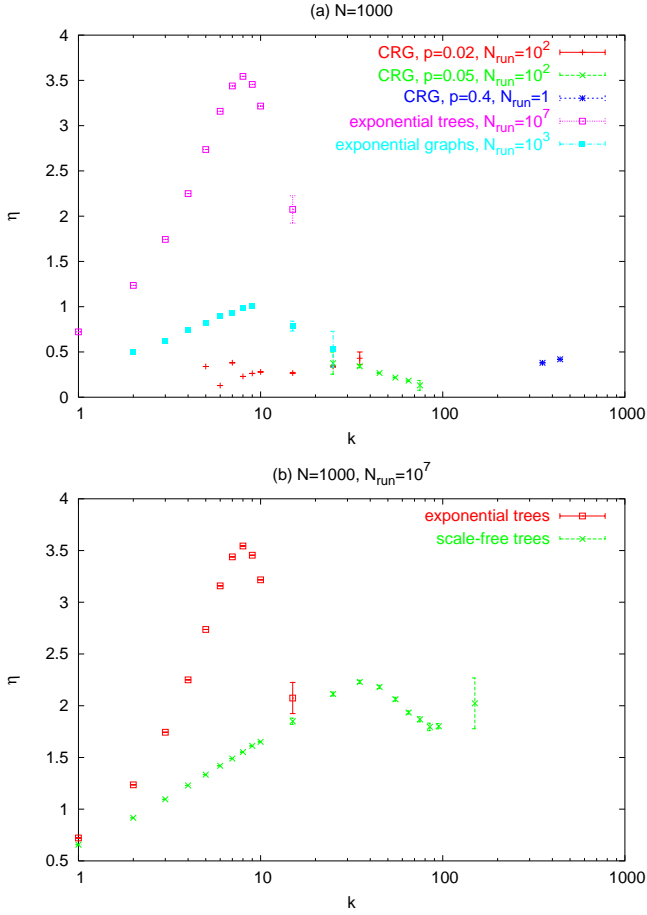 (a) N=1000
4
3.5
3
2.5
2
1.5
1
0.5
0
η
CRG, p=0.02, N_run=10^2
CRG, p=0.05, N_run=10^2
CRG, p=0.4, N_run=1
exponential trees, N_run=10^7
exponential graphs, N_run=10^3
1 10 100 1000
k
(b) N=1000, N_run=10^7
4
3.5
3
2.5
2
1.5
1
0.5
η
exponential trees
scale-free trees
1 10 100 1000
k